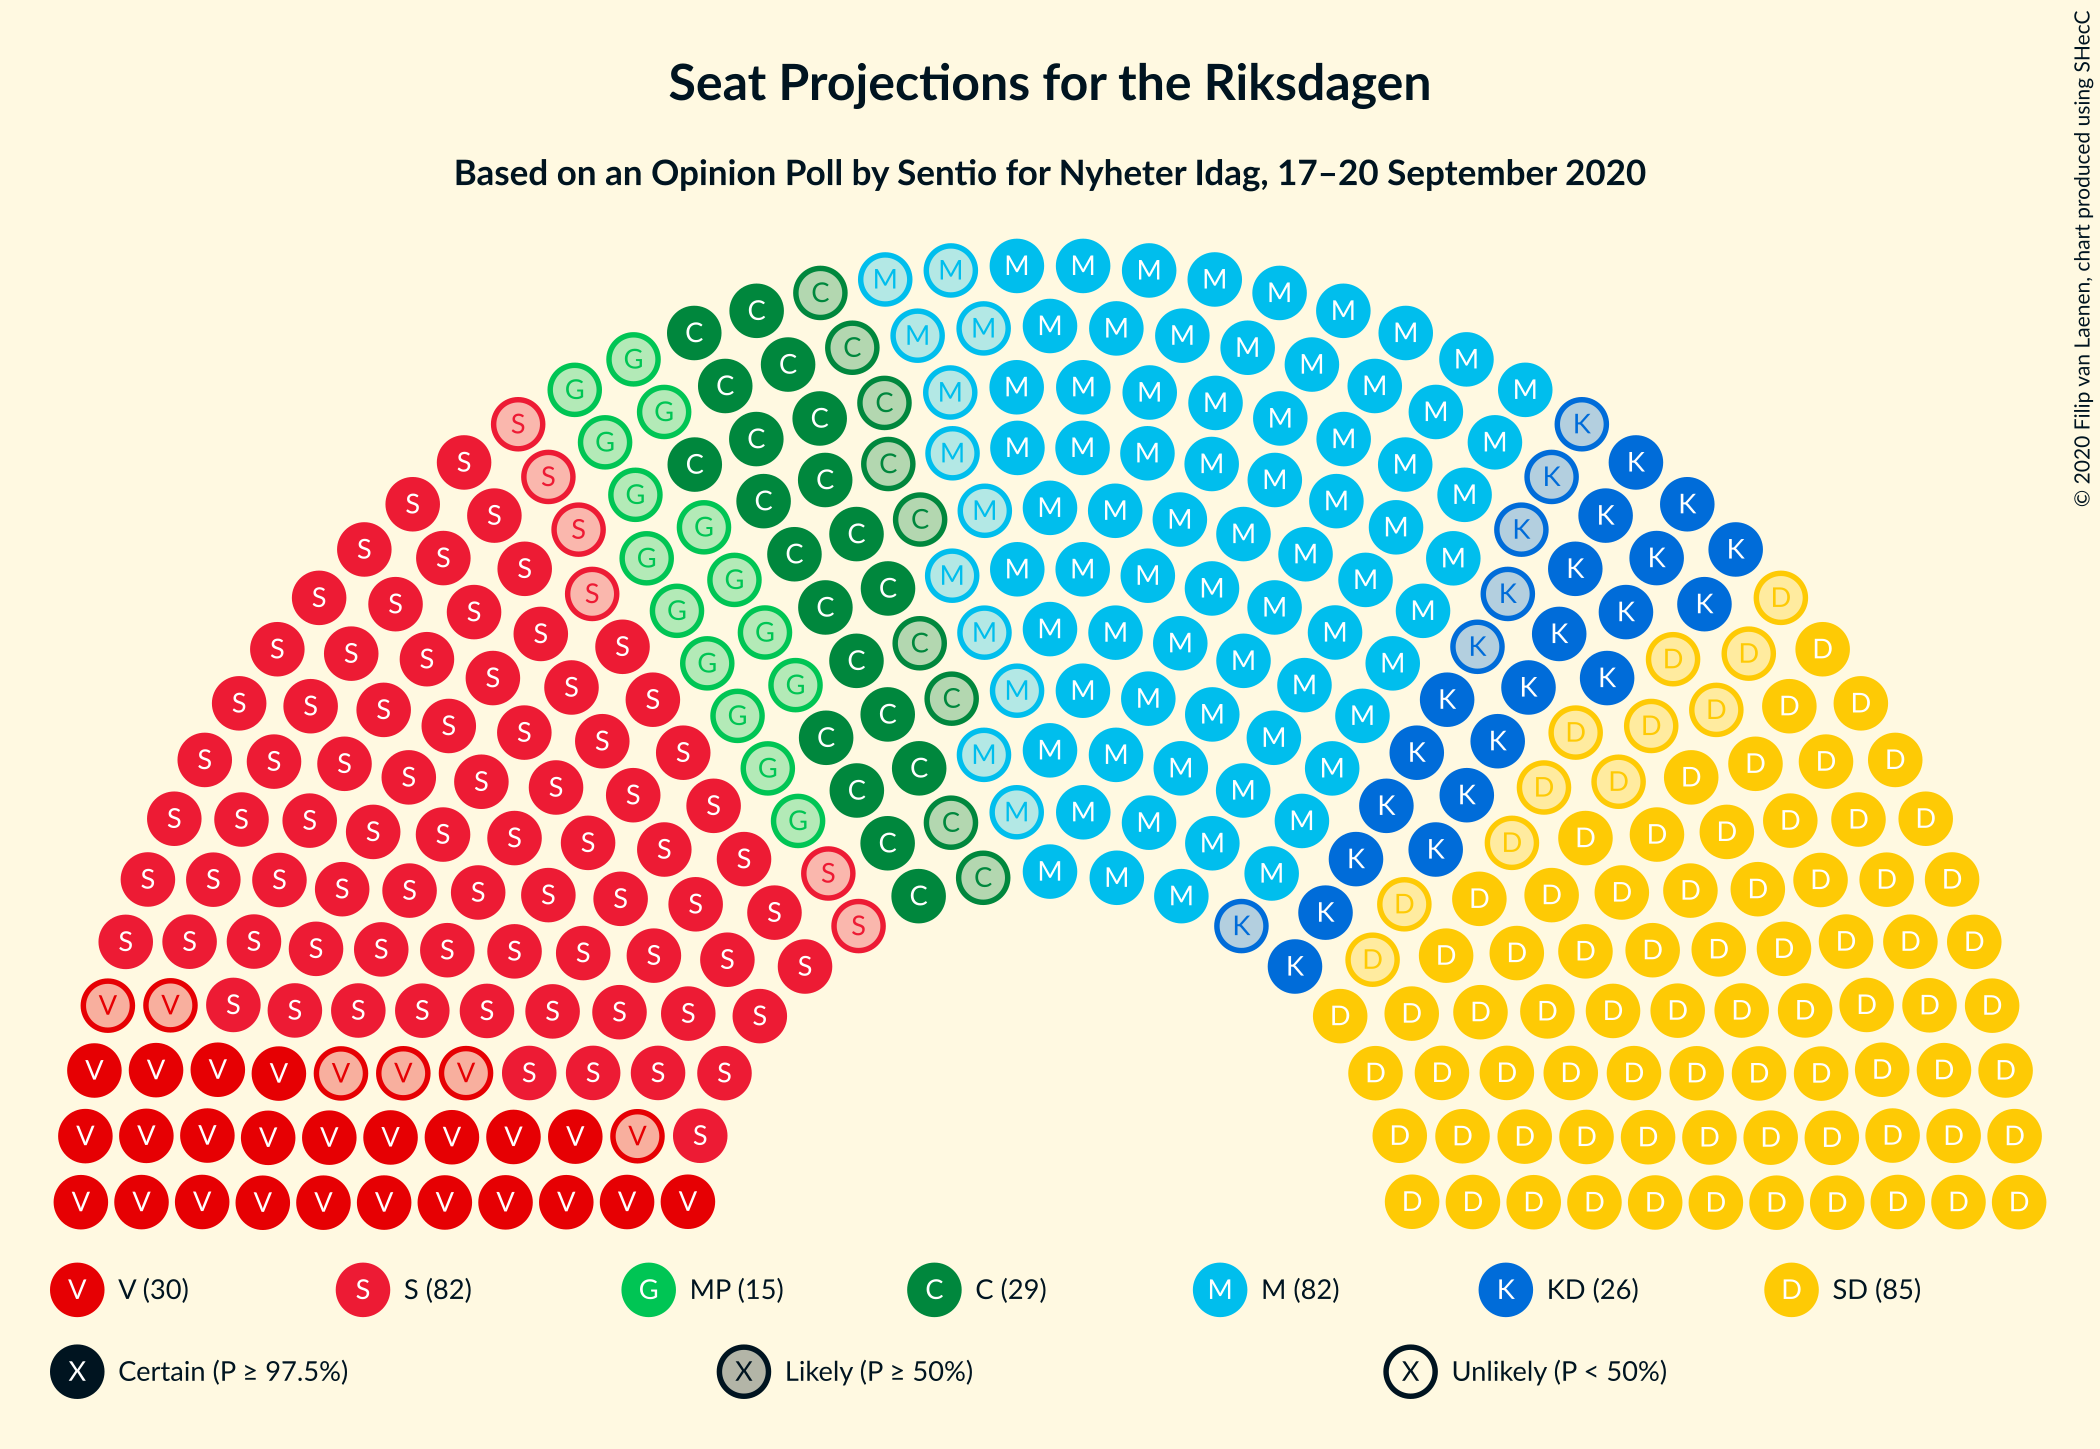 Seat Projections for the Riksdagen
Based on an Opinion Poll by Sentio for Nyheter Idag, 17–20 September 2020
© 2020 Filip van Laenen, chart produced using SHecC
V V (30) S S (82) G MP (15) C C (29) M M (82) K KD (26) D SD (85)
X Certain (P ≥ 97.5%) X Likely (P ≥ 50%) X Unlikely (P < 50%)